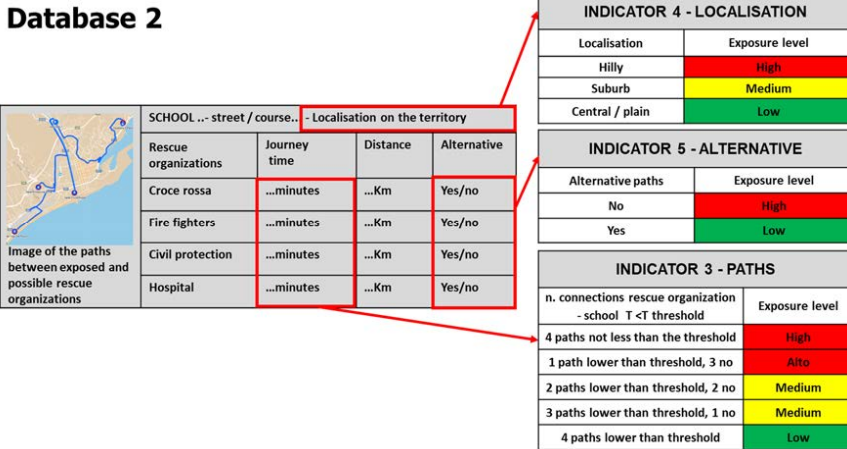 Database 2
SCHOOL ..- street / course.. - Localisation on the territory
Rescue
organizations
Journey
time
Distance
Alternative
Croce rossa
...minutes
...Km
Yes/no
Fire fighters
...minutes
...Km
Yes/no
Civil protection
...minutes
...Km
Yes/no
Hospital
...minutes
...Km
Yes/no
Image of the paths
between exposed and
possible rescue
organizations
INDICATOR 4 - LOCALISATION
Localisation
Exposure level
Hilly
High
Suburb
Medium
Central / plain
Low
INDICATOR 5 - ALTERNATIVE
Alternative paths
Exposure level
No
High
Yes
Low
INDICATOR 3 - PATHS
n. connections rescue organization
- school T <T threshold
Exposure level
4 paths not less than the threshold
High
1 path lower than threshold, 3 no
Alto
2 paths lower than threshold, 2 no
Medium
3 paths lower than threshold, 1 no
Medium
4 paths lower than threshold
Low